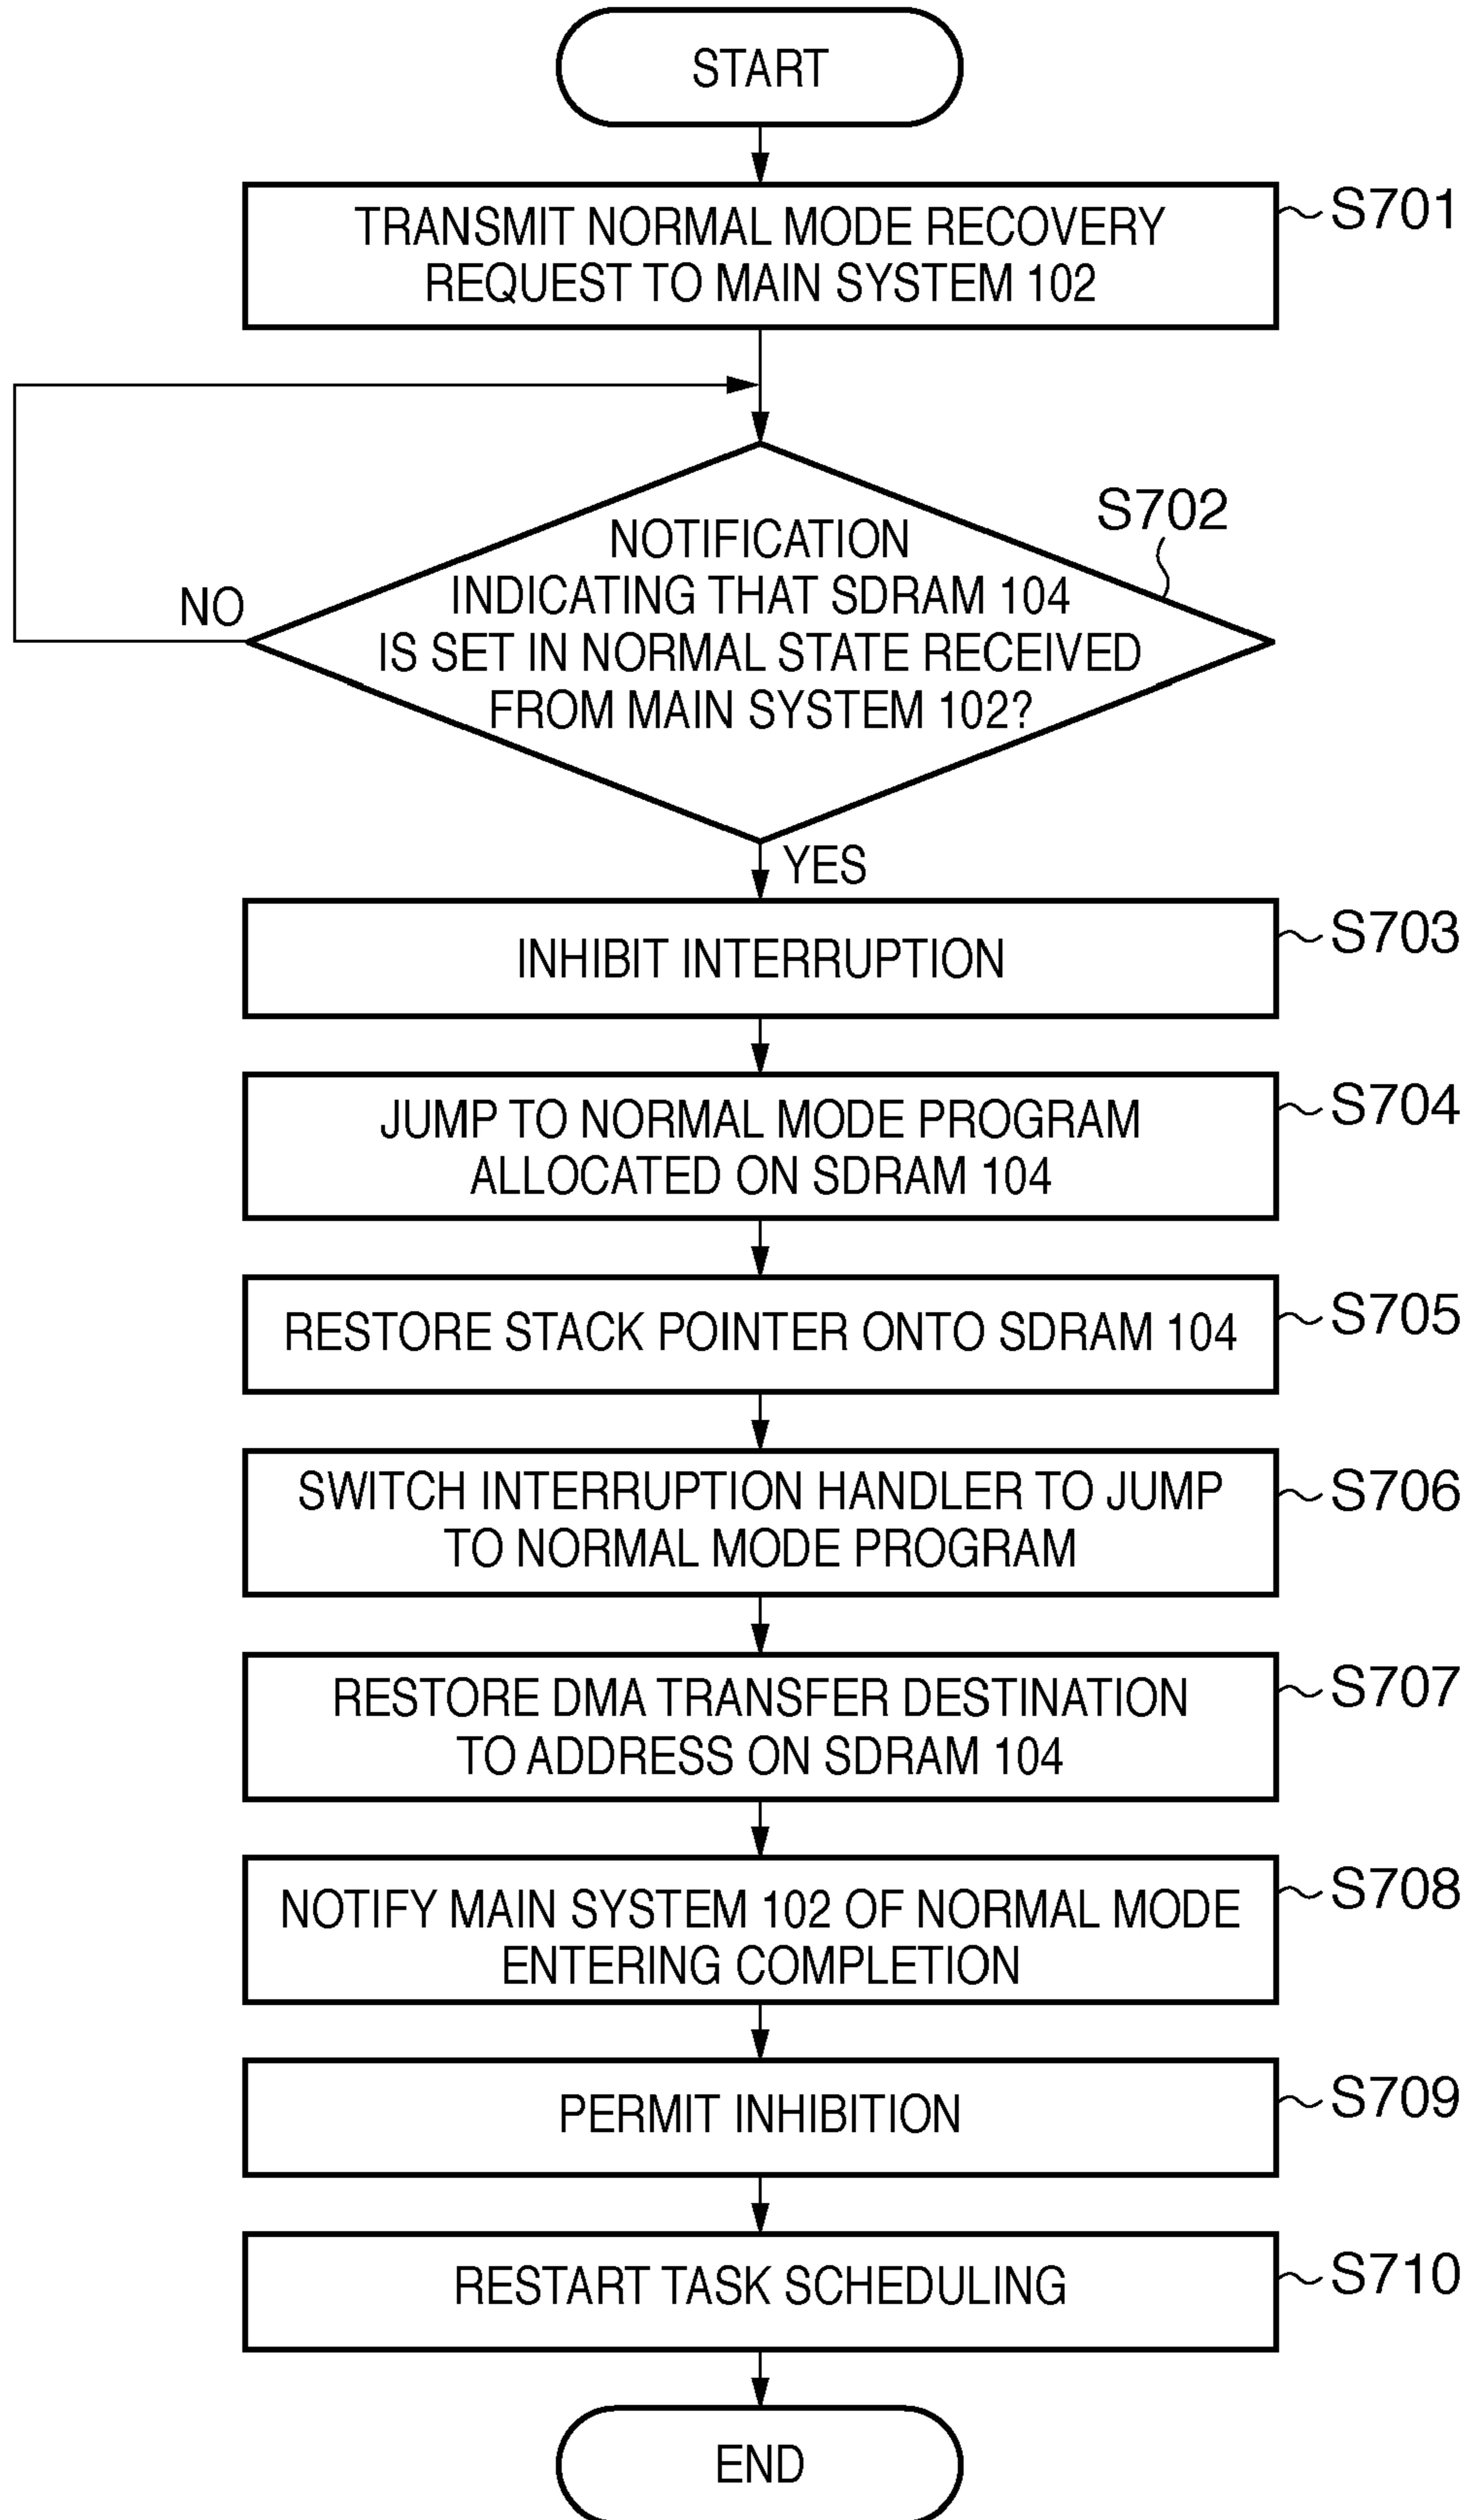 START
TRANSMIT NORMAL MODE RECOVERY
REQUEST TO MAIN SYSTEM 102
S701
S702
NOTIFICATION
INDICATING THAT SDRAM 104
IS SET IN NORMAL STATE RECEIVED
FROM MAIN SYSTEM 102?
NO
YES
INHIBIT INTERRUPTION
S703
JUMP TO NORMAL MODE PROGRAM
ALLOCATED ON SDRAM 104
S704
RESTORE STACK POINTER ONTO SDRAM 104
S705
SWITCH INTERRUPTION HANDLER TO JUMP
TO NORMAL MODE PROGRAM
S706
RESTORE DMA TRANSFER DESTINATION
TO ADDRESS ON SDRAM 104
S707
NOTIFY MAIN SYSTEM 102 OF NORMAL MODE
ENTERING COMPLETION
S708
PERMIT INHIBITION
S709
RESTART TASK SCHEDULING
S710
END